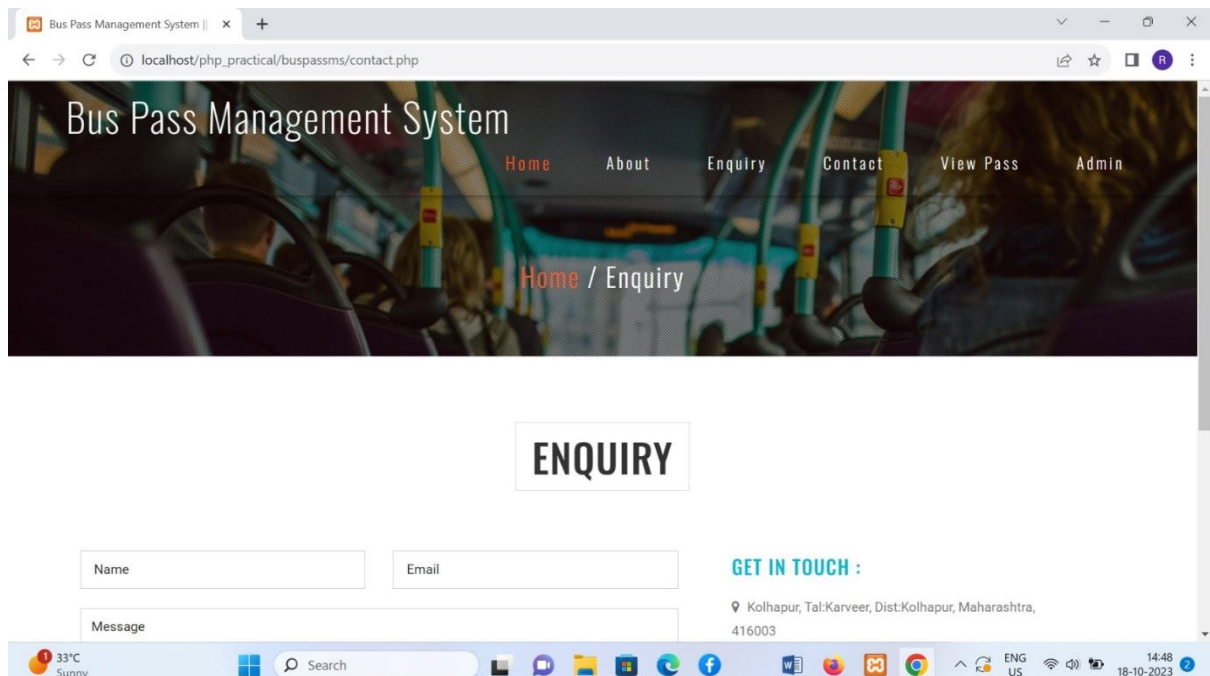 Bus Pass Management System ||
localhost/php_practical/buspassms/contact.php
R
Bus Pass Management System
Home About Enquiry Contact View Pass Admin
Home / Enquiry
ENQUIRY
Name Email
Message
GET IN TOUCH :
Kolhapur, Tal:Karveer, Dist:Kolhapur, Maharashtra,
416003
1
33°C
Sunny
Search
ENG
US
14:48
18-10-2023
2